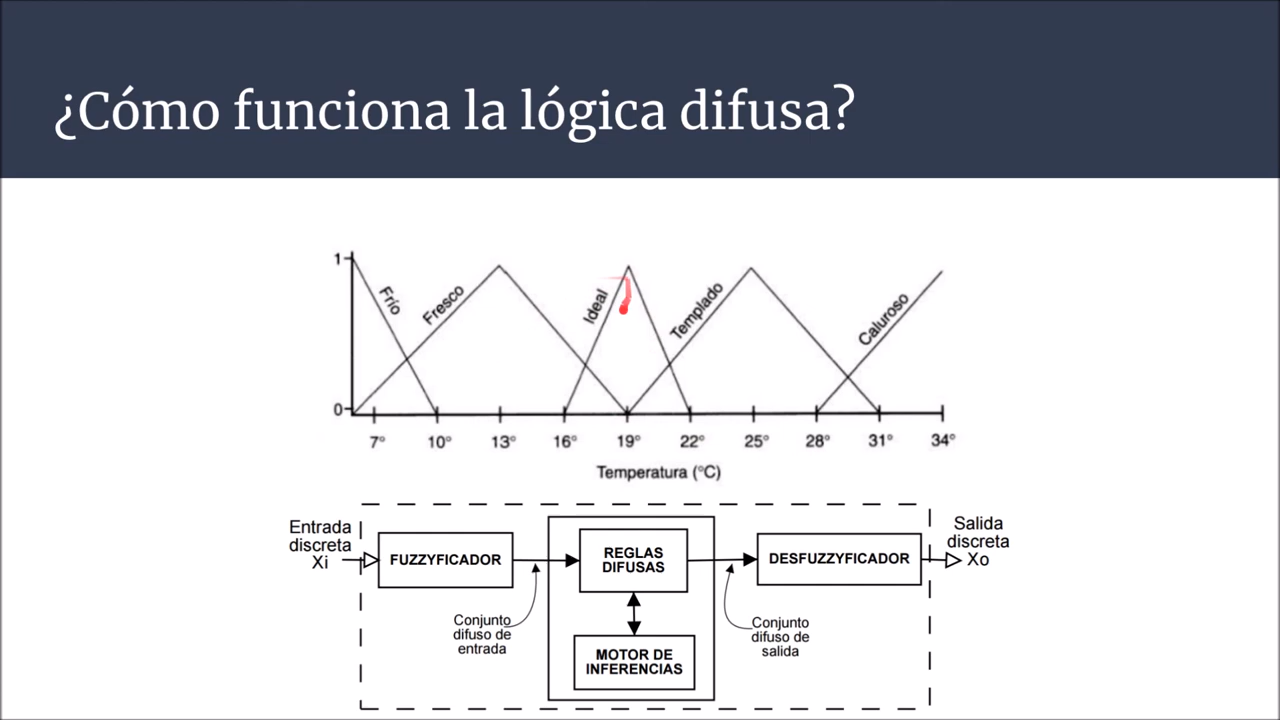 ¿Cómo funciona la lógica difusa?
1
Frío
Fresco
Ideal
Templado
Caluroso
0
7° 10° 13° 16° 19° 22° 25° 28° 31° 34°
Temperatura (°C)
Entrada
discreta
Xi
FUZZYFICADOR
REGLAS
DIFUSAS
DESFUZZYFICADOR
Salida
discreta
Xo
Conjunto
difuso de
entrada
MOTOR DE
INFERENCIAS
Conjunto
difuso de
salida